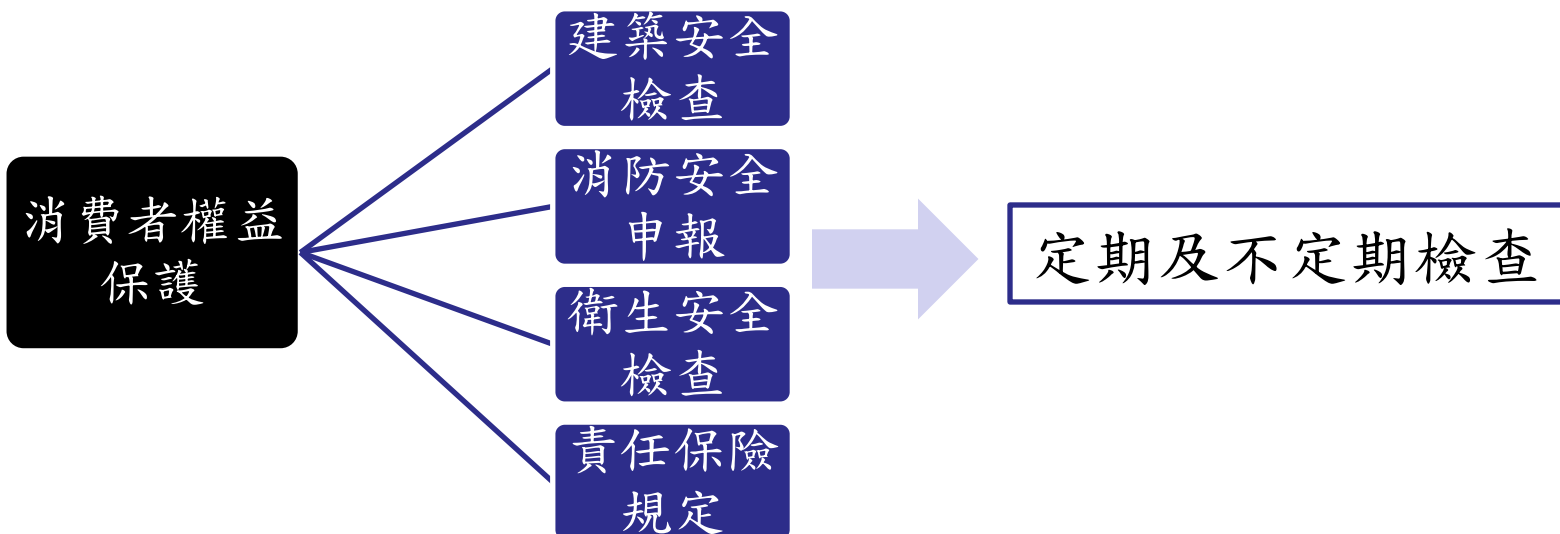 消費者權益
保護
建築安全
檢查
消防安全
申報
衛生安全
檢查
責任保險
規定
定期及不定期檢查